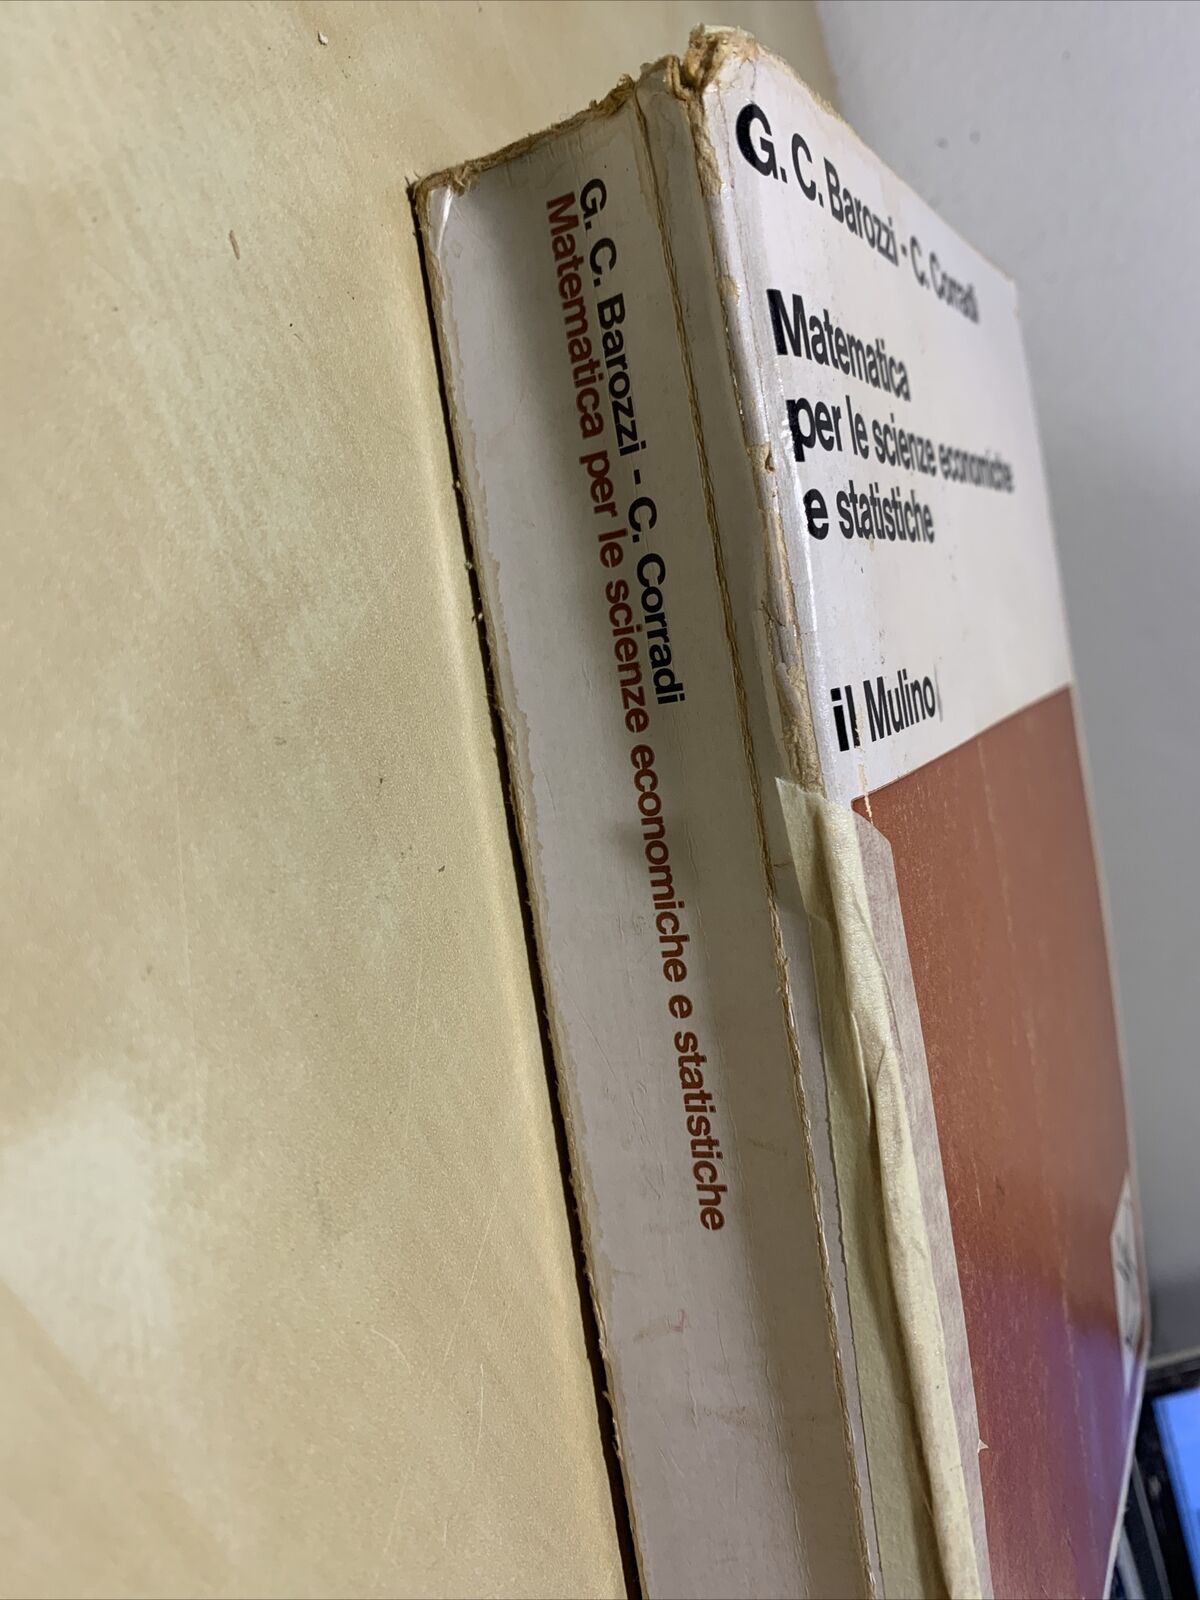 G. C. Barozzi - C. Corradi
Matematica per le scienze economiche e statistiche
G. C. Barozzi - C. Corradi
Matematica
per le scienze economiche
e statistiche
il Mulino